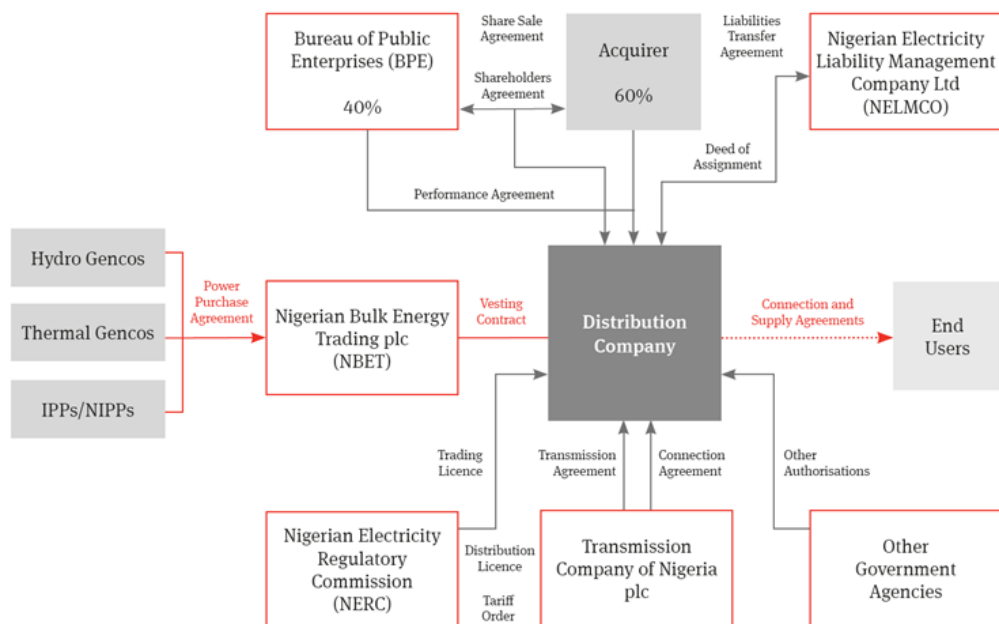 Bureau of Public
Enterprises (BPE)
40%
Share Sale
Agreement
Shareholders
Agreement
Acquirer
60%
Liabilities
Transfer
Agreement
Nigerian Electricity
Liability Management
Company Ltd
(NELMCO)
Deed of
Assignment
Performance Agreement
Hydro Gencos
Thermal Gencos
IPPs/NIPPs
Power
Purchase
Agreement
Nigerian Bulk Energy
Trading plc
(NBET)
Vesting
Contract
Distribution
Company
Connection and
Supply Agreements
End
Users
Trading
Licence
Transmission
Agreement
Connection
Agreement
Other
Authorisations
Nigerian Electricity
Regulatory
Commission
(NERC)
Distribution
Licence
Tariff
Order
Transmission
Company of Nigeria
plc
Other
Government
Agencies